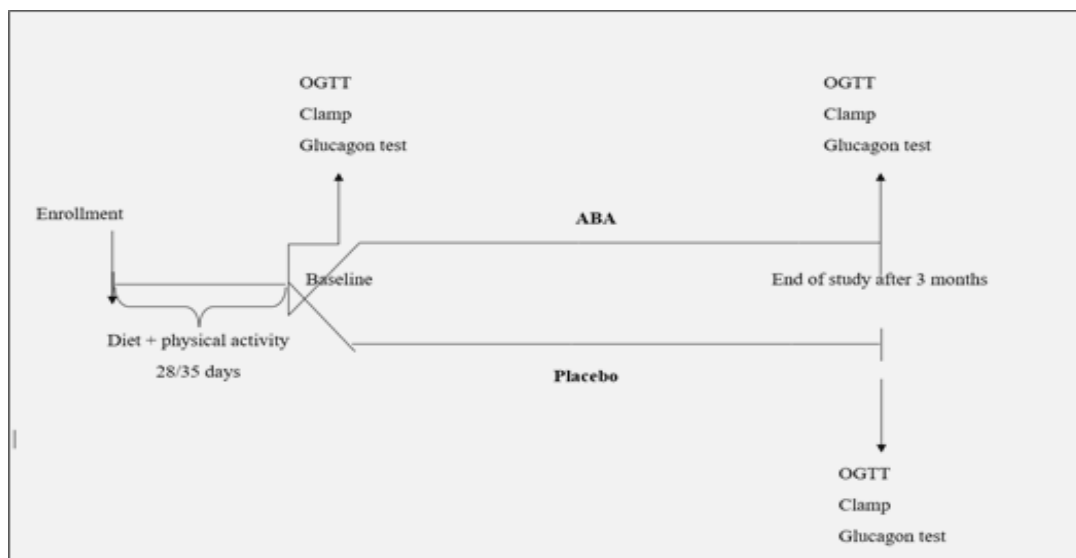 OGTT
Clamp
Glucagon test
OGTT
Clamp
Glucagon test
Enrollment
ABA
Baseline
End of study after 3 months
Diet + physical activity
28/35 days
Placebo
OGTT
Clamp
Glucagon test